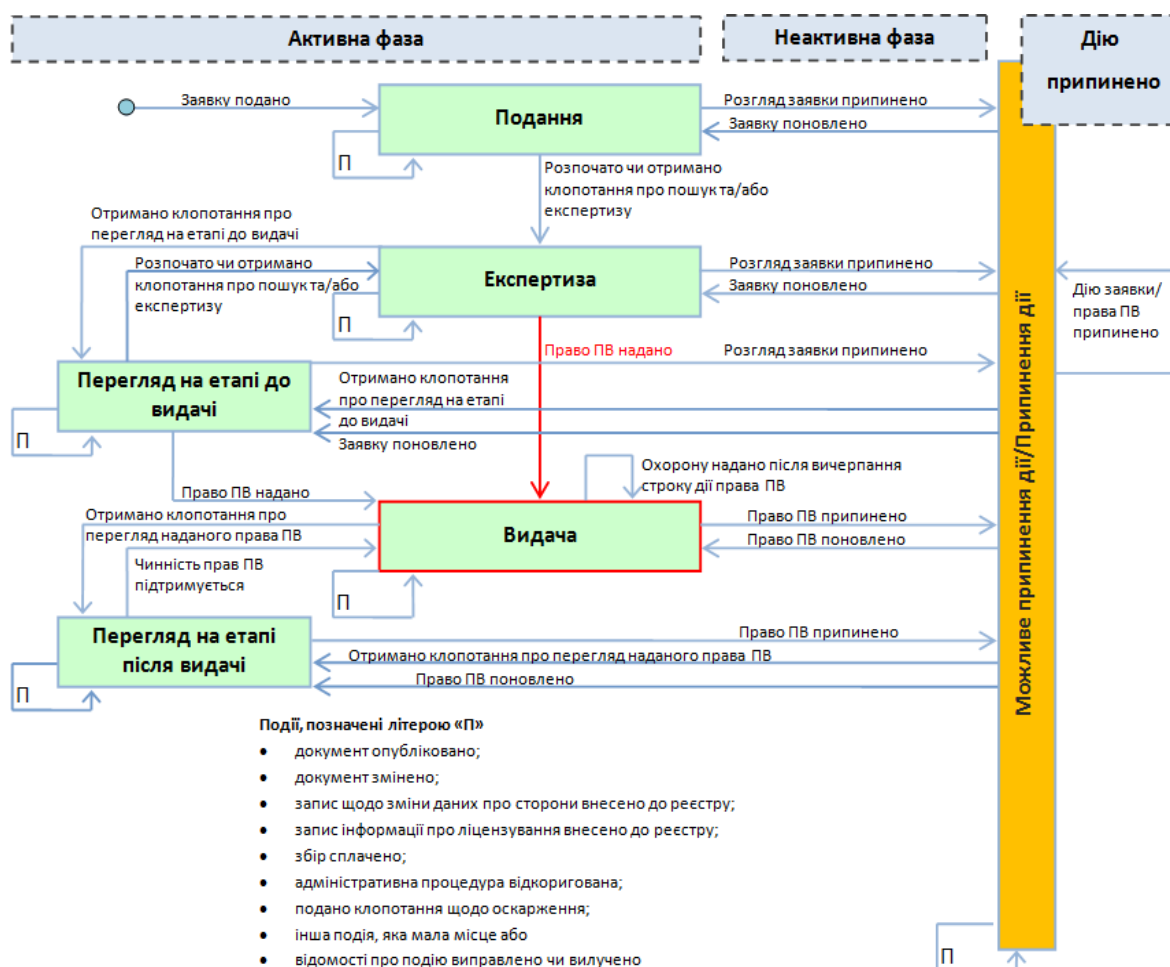 Активна фаза
Неактивна фаза
Дію
припинено
Заявку подано
Подання
Розгляд заявки припинено
Заявку поновлено
П
Розпочато чи отримано
клопотання про пошук та/або
експертизу
Отримано клопотання про
перегляд на етапі до видачі
Розпочато чи отримано
клопотання про пошук та/або
експертизу
Експертиза
Розгляд заявки припинено
Заявку поновлено
П
Дію заявки/
права ПВ
припинено
Право ПВ надано
Розгляд заявки припинено
Перегляд на етапі до
видачі
Отримано клопотання
про перегляд на етапі
до видачі
Заявку поновлено
П
Можливе припинення дії/Припинення дії
Охорону надано після вичерпання
строку дії права ПВ
Право ПВ надано
Отримано клопотання про
перегляд наданого права ПВ
Видача
Право ПВ припинено
Право ПВ поновлено
Чинність прав ПВ
підтримується
П
Перегляд на етапі
після видачі
Право ПВ припинено
Отримано клопотання про перегляд наданого права ПВ
Право ПВ поновлено
П
Події, позначені літерою «П»
• документ опубліковано;
• документ змінено;
• запис щодо зміни даних про сторони внесено до реєстру;
• запис інформації про ліцензування внесено до реєстру;
• збір сплачено;
• адміністративна процедура відкоригована;
• подано клопотання щодо оскарження;
• інша подія, яка мала місце або
• відомості про подію виправлено чи вилучено
П